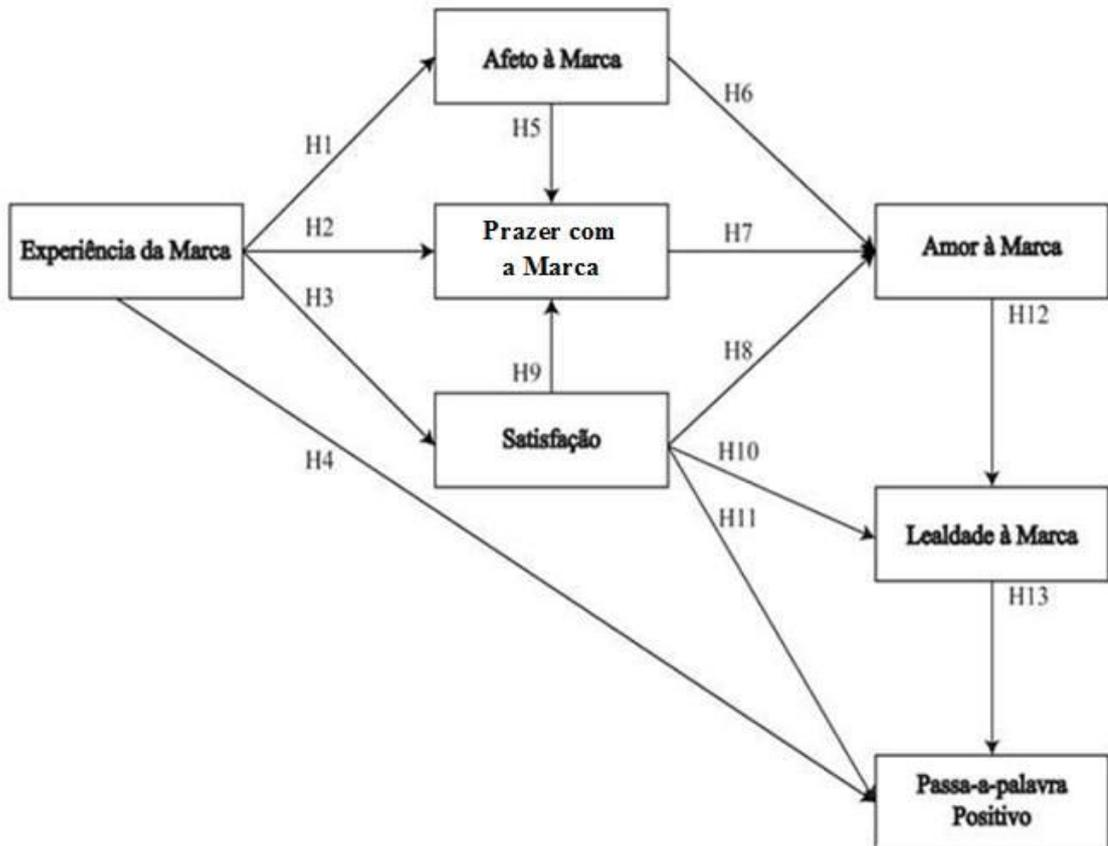 Afeto à Marca
H6
H5
H1
H2
Prazer com
a Marca
H7
Experiência da Marca
Amor à Marca
H3
H12
H8
H9
Satisfação
H4
H10
H11
Lealdade à Marca
H13
Passa-a-palavra
Positivo